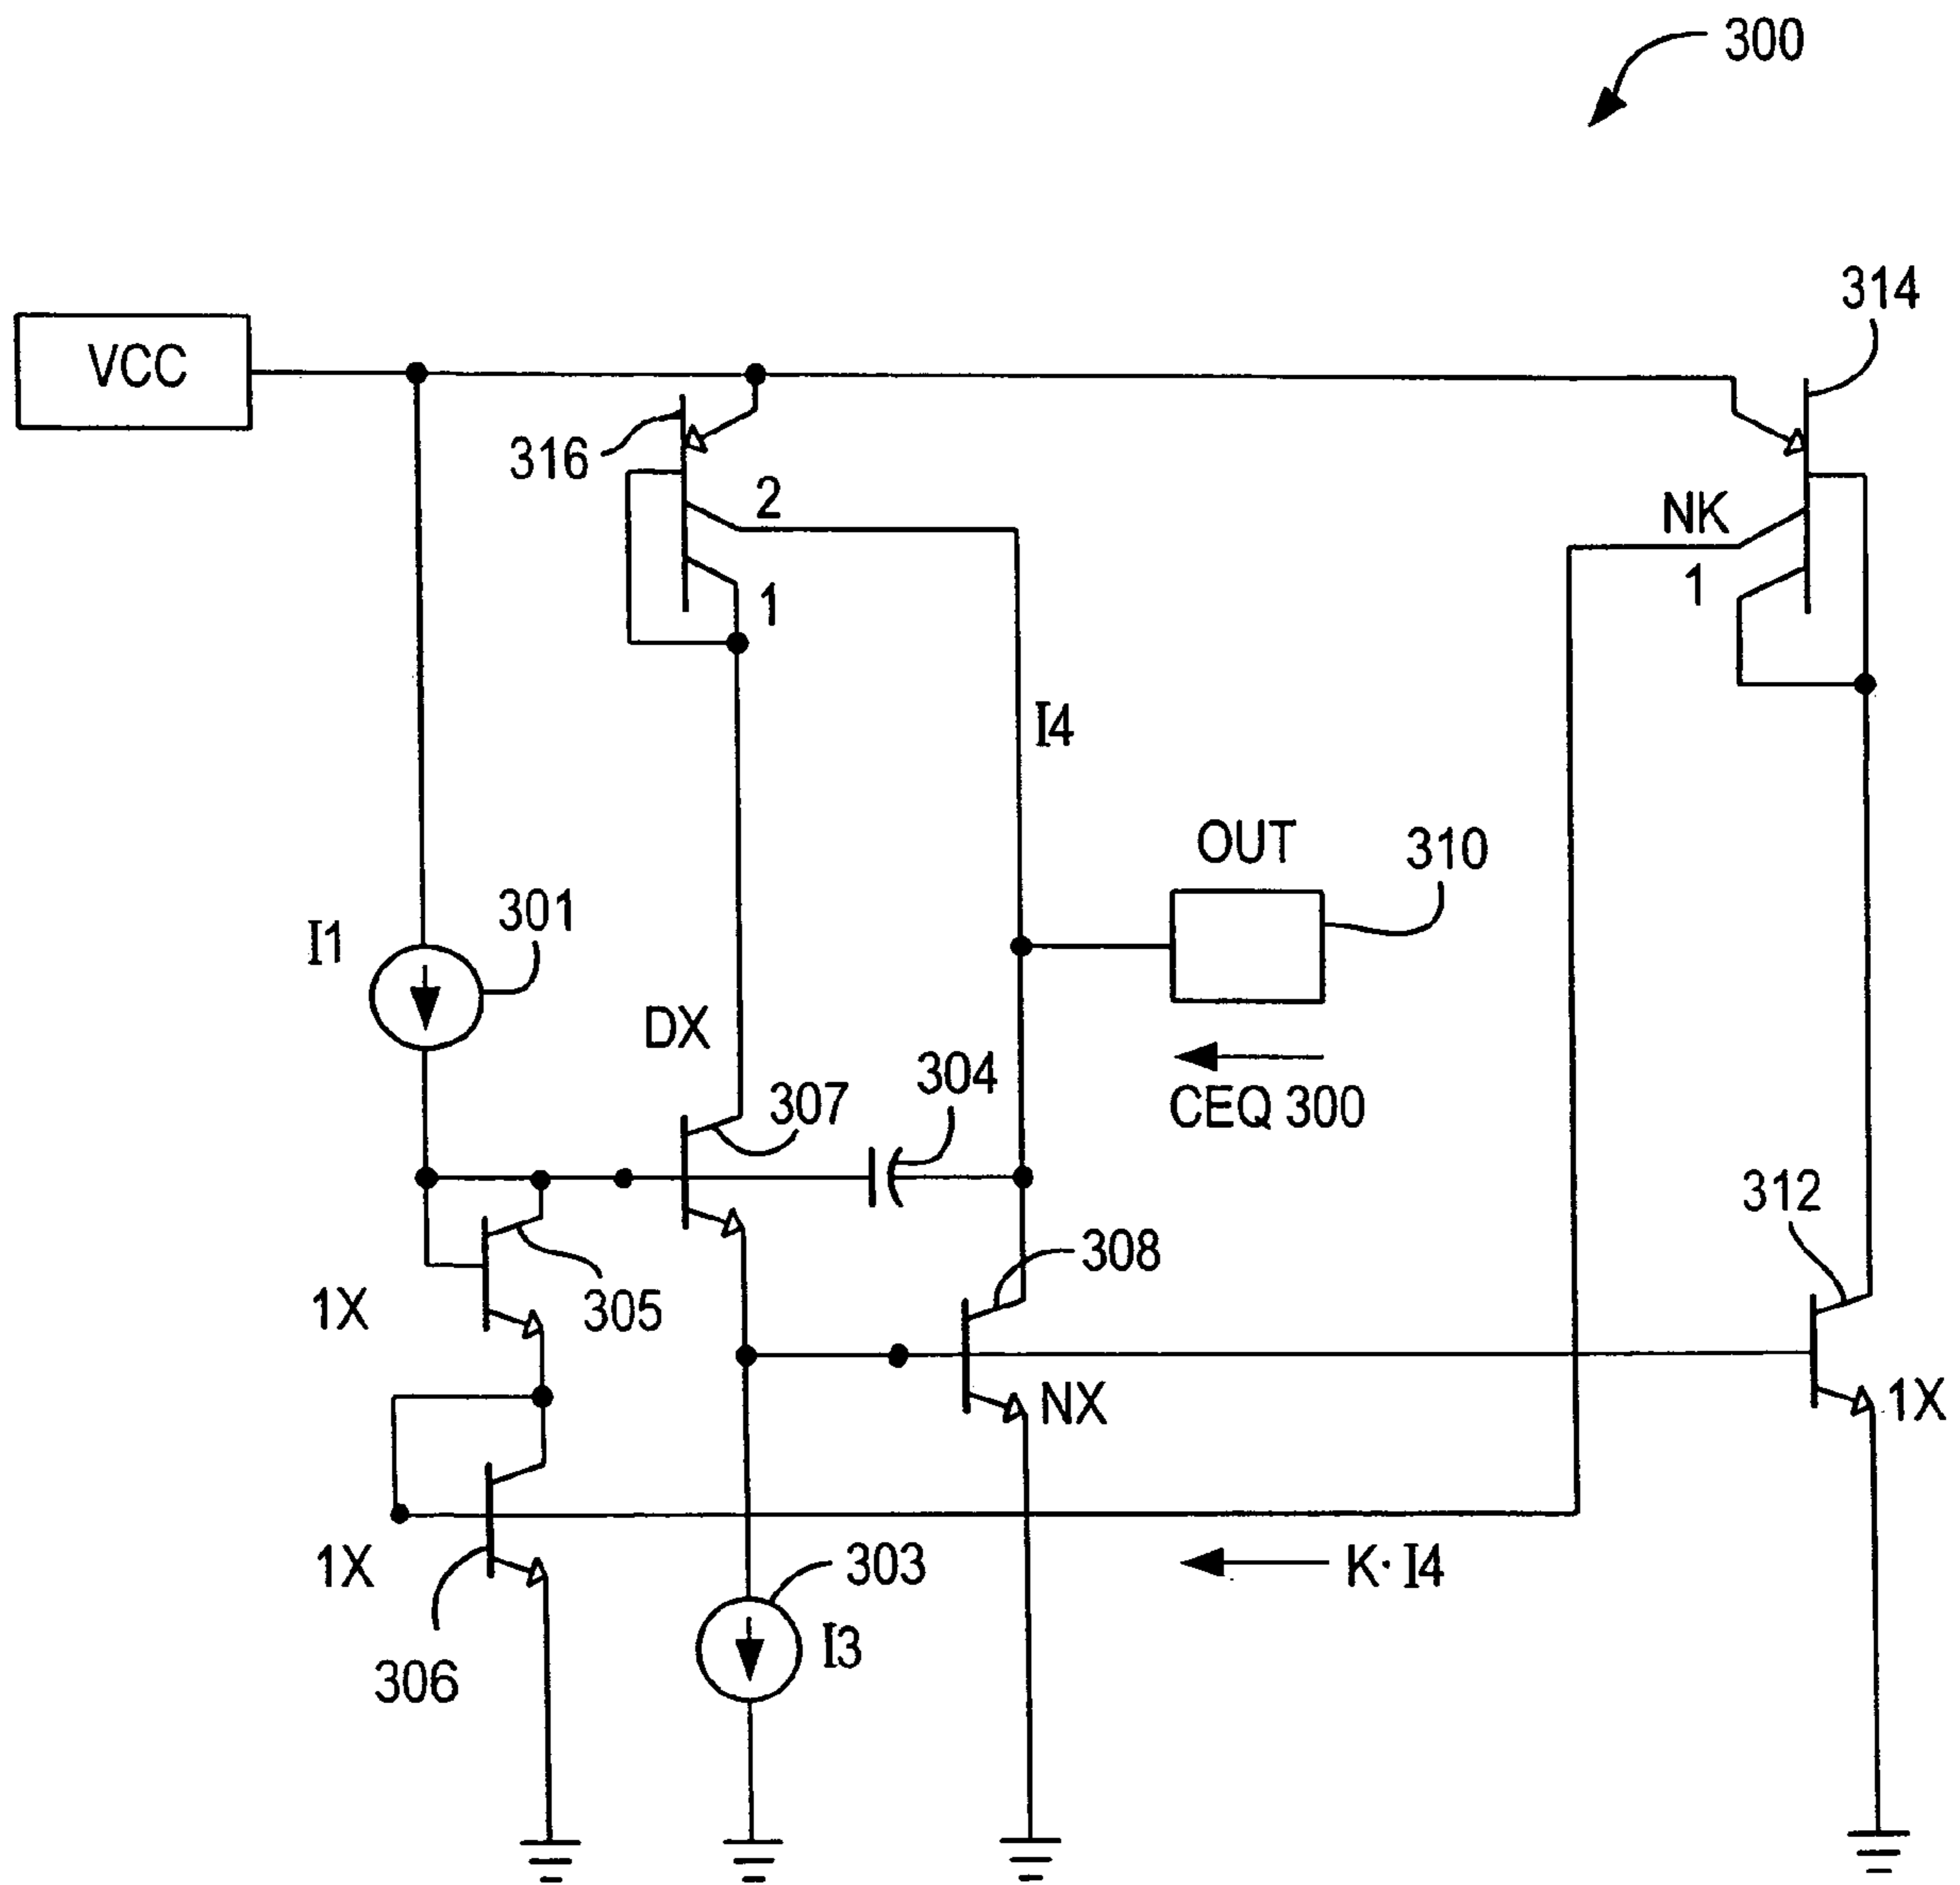 300
314
VCC
316
2
NK
1
1
I4
OUT
310
301
I1
DX
304
307
CEQ 300
312
308
1X
305
NX
1X
1X
303
K· I4
I3
306